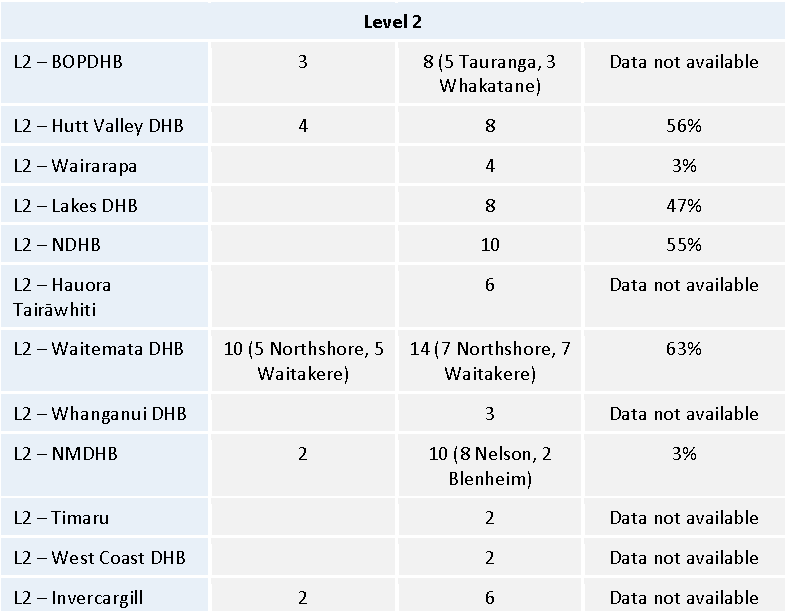 Level 2
L2 – BOPDHB 3 8 (5 Tauranga, 3 Data not available
Whakatane)
L2 – Hutt Valley DHB 4 8 56%
L2 – Wairarapa 4 3%
L2 – Lakes DHB 8 47%
L2 – NDHB 10 55%
L2 – Hauora 6 Data not available
Tairāwhiti
L2 – Waitemata DHB 10 (5 Northshore, 5 14 (7 Northshore, 7 63%
Waitakere) Waitakere)
L2 – Whanganui DHB 3 Data not available
L2 – NMDHB 2 10 (8 Nelson, 2 3%
Blenheim)
L2 – Timaru 2 Data not available
L2 – West Coast DHB 2 Data not available
L2 – Invercargill 2 6 Data not available